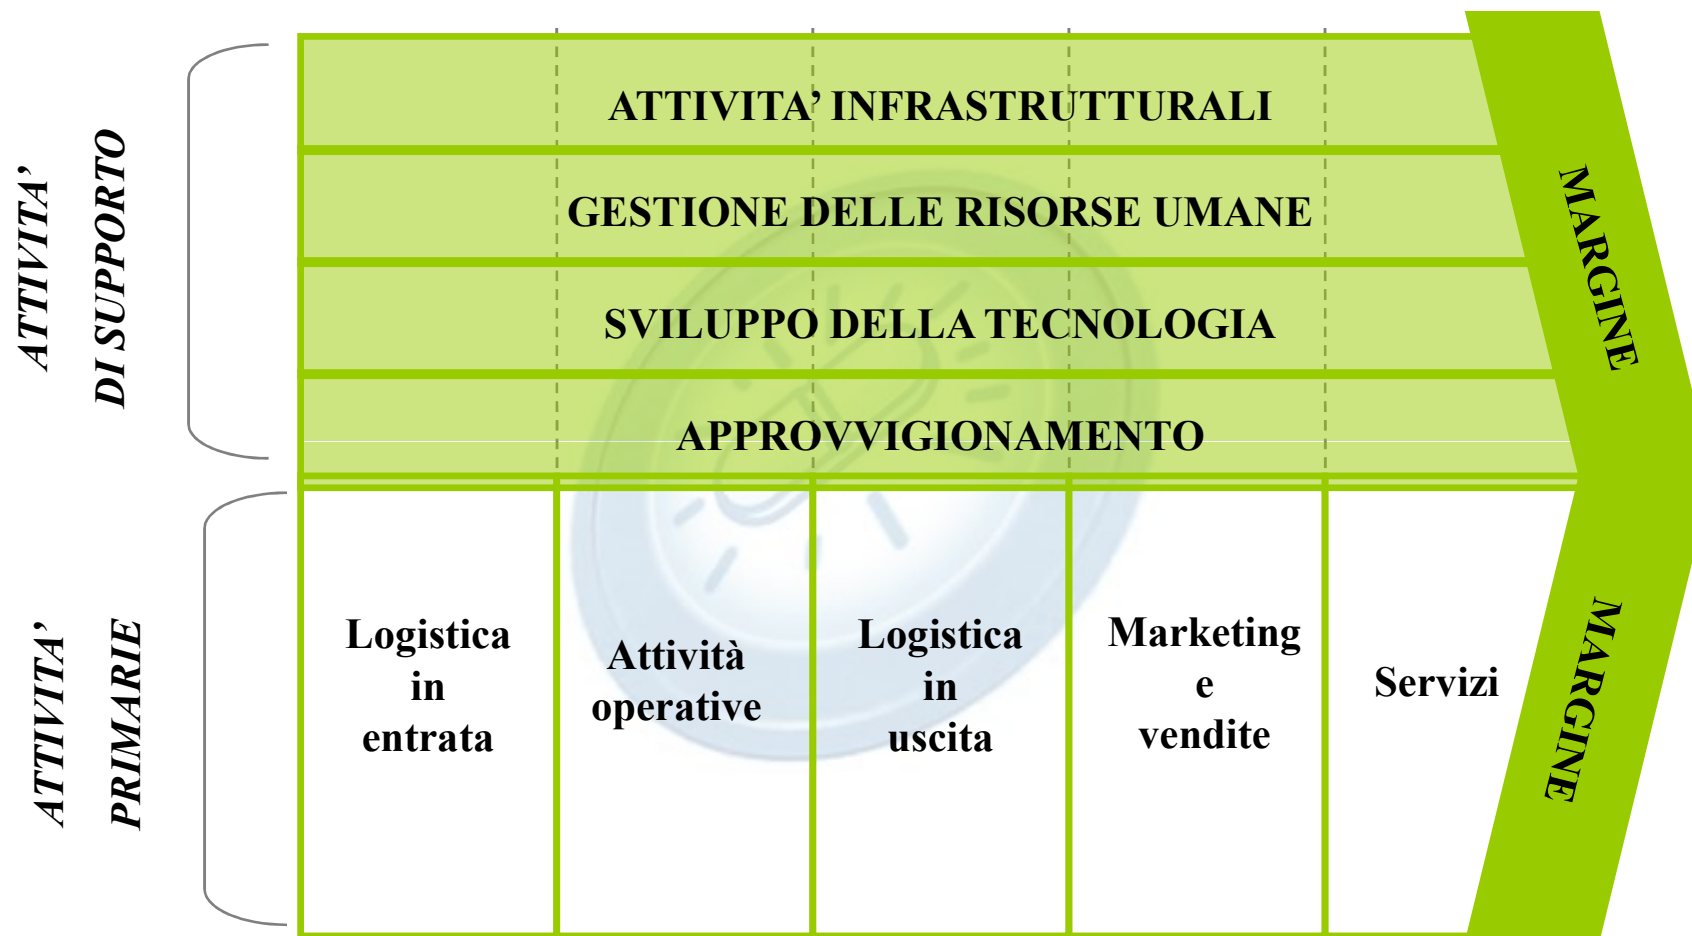 ATTIVITA’
DI SUPPORTO
ATTIVITA’ INFRASTRUTTURALI
GESTIONE DELLE RISORSE UMANE
SVILUPPO DELLA TECNOLOGIA
APPROVVIGIONAMENTO
MARGINE
ATTIVITA’
PRIMARIE
Logistica
in
entrata
Attività
operative
Logistica
in
uscita
Marketing
e
vendite
Servizi
MARGINE